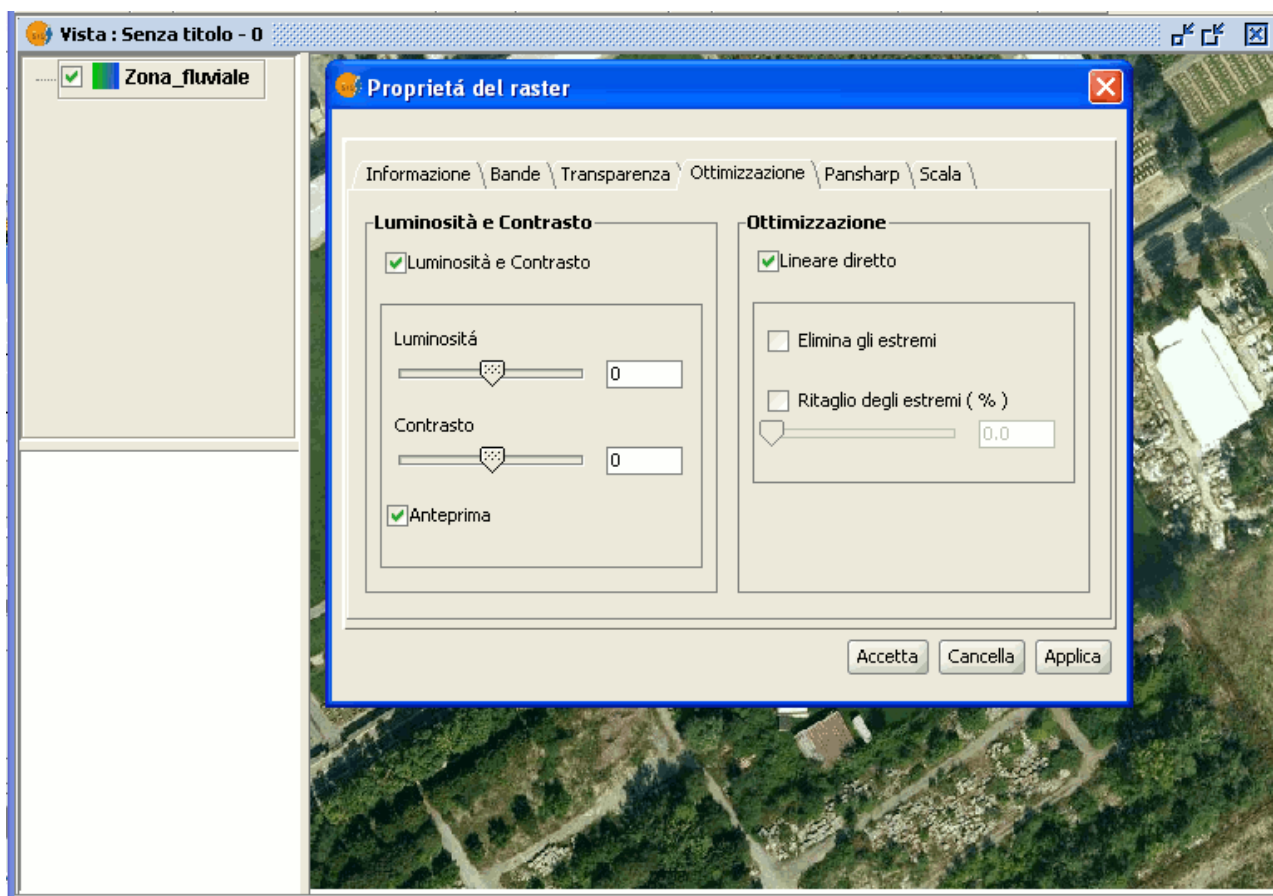 Vista : Senza titolo - 0
Zona_fluviale
Proprietá del raster
Informazione Bande Transparenza Ottimizzazione Pansharp Scala
Luminosità e Contrasto
Luminosità e Contrasto
Luminositá
0
Contrasto
0
Anteprima
Ottimizzazione
Lineare diretto
Elimina gli estremi
Ritaglio degli estremi ( % )
0.0
Accetta Cancella Applica